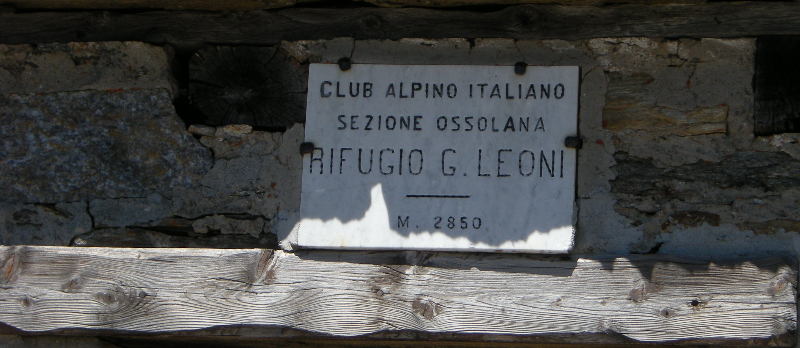 CLUB ALPINO ITALIANO
SEZIONE OSSOLANA
RIFUGIO G. LEONI
M. 2850